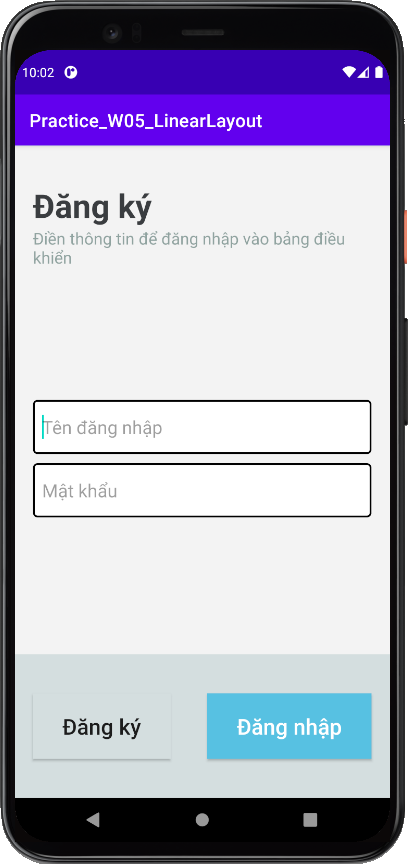 10:02
Practice_W05_LinearLayout
Đăng ký
Điền thông tin để đăng nhập vào bảng điều
khiển
Tên đăng nhập
Mật khẩu
Đăng ký
Đăng nhập